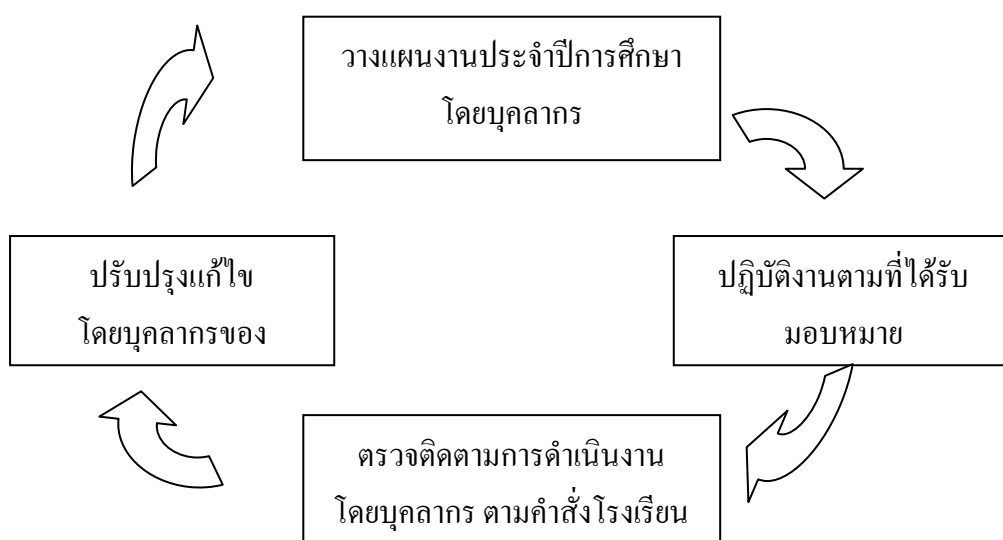 วางแผนงานประจำปีการศึกษา
โดยบุคลากร
ปรับปรุงแก้ไข
โดยบุคลากรของ
ปฏิบัติงานตามที่ได้รับ
มอบหมาย
ตรวจติดตามการดำเนินงาน
โดยบุคลากร ตามคำสั่งโรงเรียน